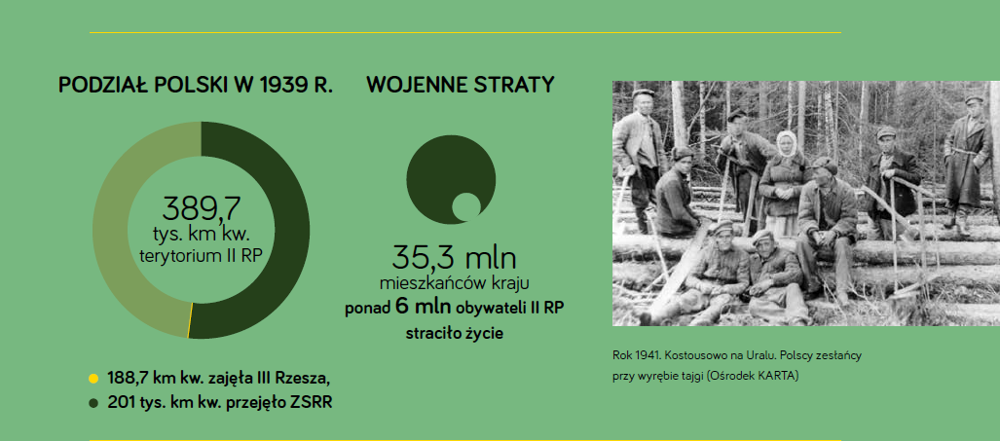 PODZIAŁ POLSKI W 1939 R.
389,7
tys. km kw.
terytorium II RP
188,7 km kw. zajęła III Rzesza,
201 tys. km kw. przejęło ZSRR
WOJENNE STRATY
35,3 mln
mieszkańców kraju
ponad 6 mln obywateli II RP
straciło życie
Rok 1941. Kostousowo na Uralu. Polscy zesłańcy
przy wyrębie tajgi (Ośrodek KARTA)